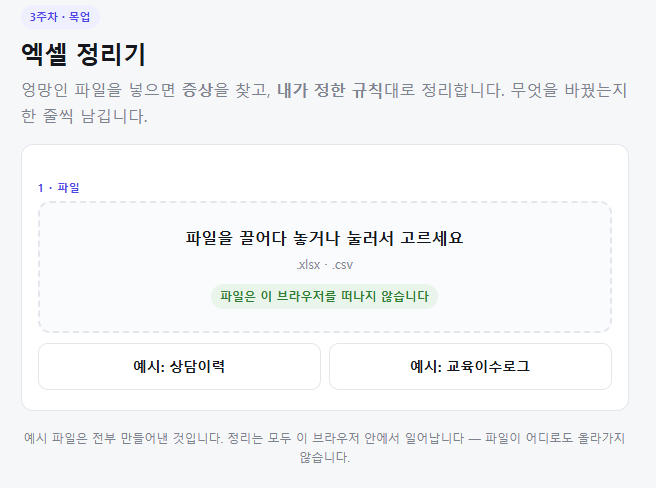 3주차 · 목업
엑셀 정리기
엉망인 파일을 넣으면 증상을 찾고, 내가 정한 규칙대로 정리합니다. 무엇을 바꿨는지
한 줄씩 남깁니다.
1 · 파일
파일을 끌어다 놓거나 눌러서 고르세요
.xlsx · .csv
파일은 이 브라우저를 떠나지 않습니다
예시: 상담이력
예시: 교육이수로그
예시 파일은 전부 만들어낸 것입니다. 정리는 모두 이 브라우저 안에서 일어납니다 — 파일이 어디로도 올라가지
않습니다.